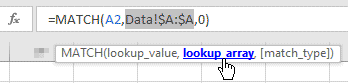 fx =MATCH(A2,Data!$A:$A,0)
MATCH(lookup_value, lookup_array, [match_type])